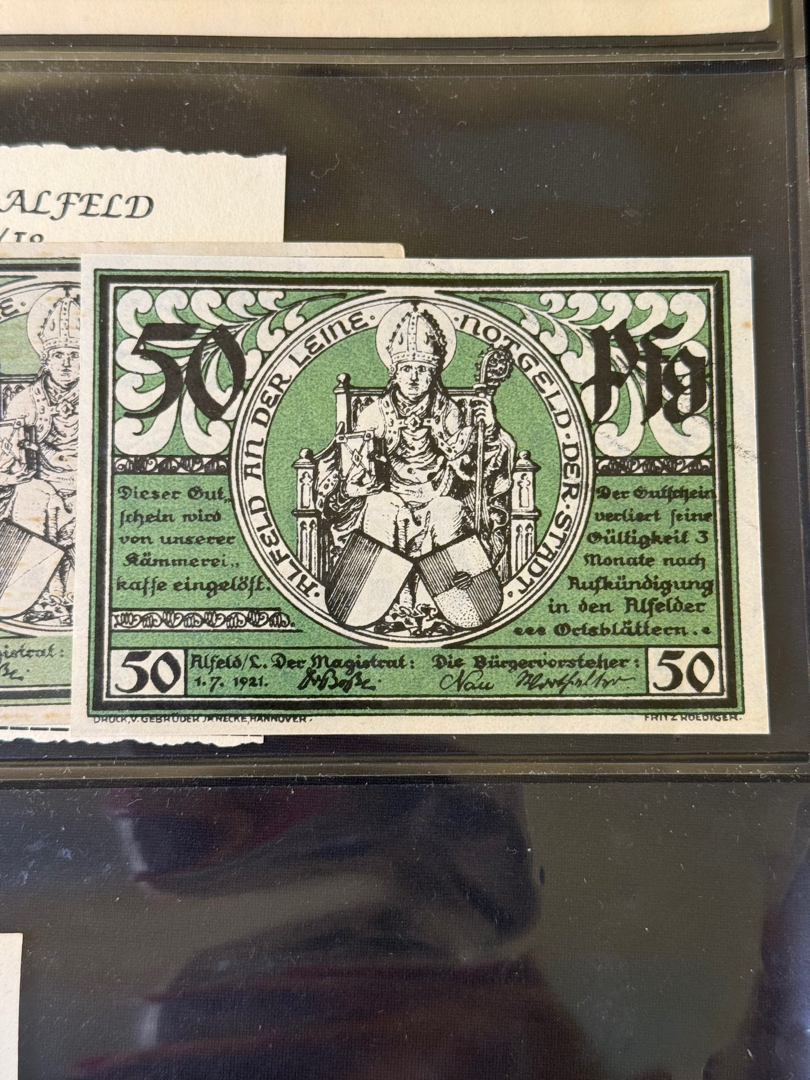 ALFELD
50 Pfg
ALFELD AN DER LEINE · NOTGELD · DER · STADT ·
Dieser Gut-
schein wird
von unserer
Kämmerei-
kasse eingelöst.
Der Gutschein
verliert seine
Gültigkeit 3
Monate nach
Aufkündigung
in den Alfelder
Ortsblättern.
50
Alfeld/L. Der Magistrat: Die Bürgervorsteher:
1.7.1921.
50
DRUCK, V. GEBRÜDER JÄNECKE, HANNOVER.
FRITZ ROEDIGER.